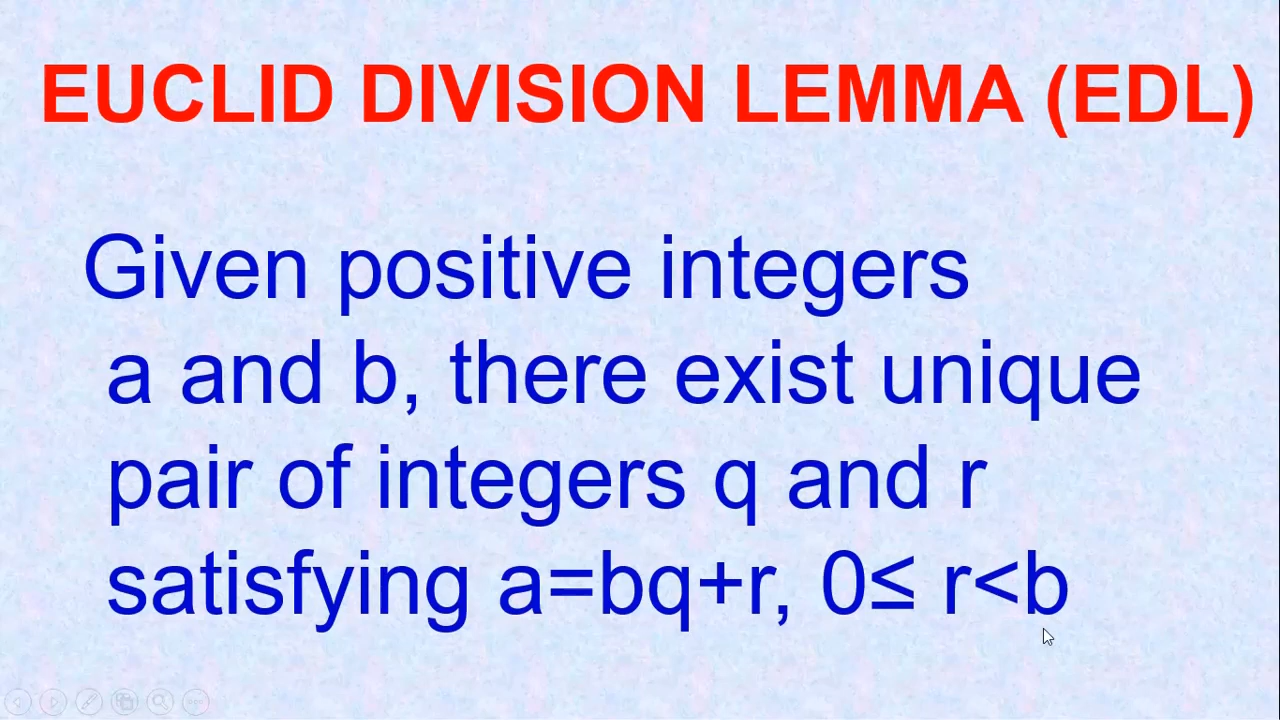 EUCLID DIVISION LEMMA (EDL)
Given positive integers
a and b, there exist unique
pair of integers q and r
satisfying a=bq+r, 0≤ r<b